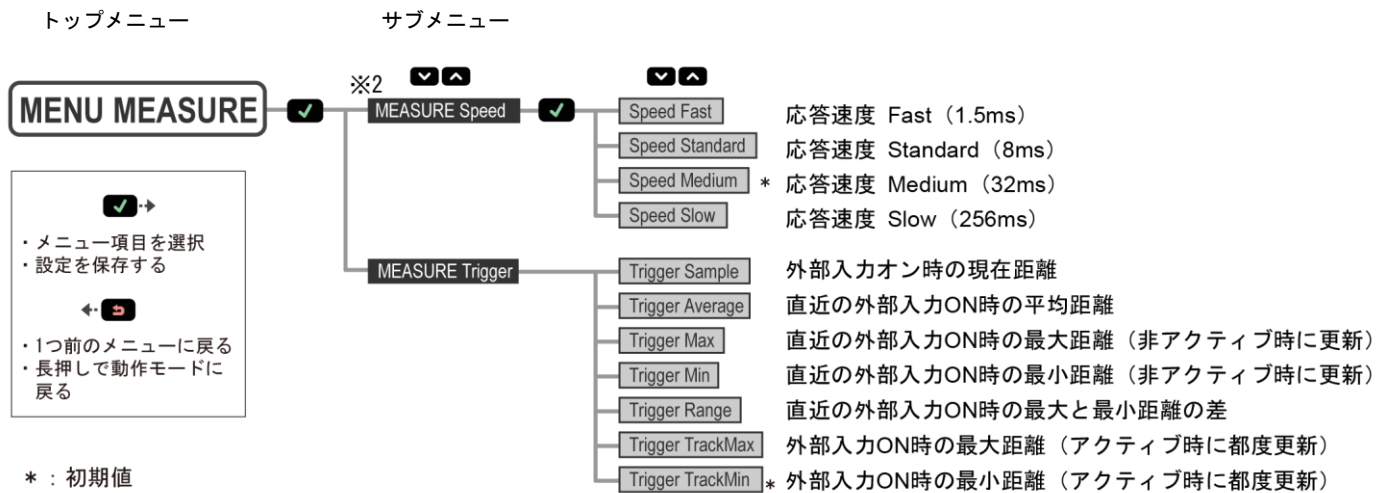 トップメニュー サブメニュー
※2
MENU MEASURE MEASURE Speed Speed Fast 応答速度 Fast（1.5ms）
Speed Standard 応答速度 Standard（8ms）
Speed Medium * 応答速度 Medium（32ms）
Speed Slow 応答速度 Slow（256ms）
・メニュー項目を選択
・設定を保存する
・1つ前のメニューに戻る
・長押しで動作モードに
戻る
MEASURE Trigger Trigger Sample 外部入力オン時の現在距離
Trigger Average 直近の外部入力ON時の平均距離
Trigger Max 直近の外部入力ON時の最大距離（非アクティブ時に更新）
Trigger Min 直近の外部入力ON時の最小距離（非アクティブ時に更新）
Trigger Range 直近の外部入力ON時の最大と最小距離の差
Trigger TrackMax 外部入力ON時の最大距離（アクティブ時に都度更新）
Trigger TrackMin * 外部入力ON時の最小距離（アクティブ時に都度更新）
*：初期値